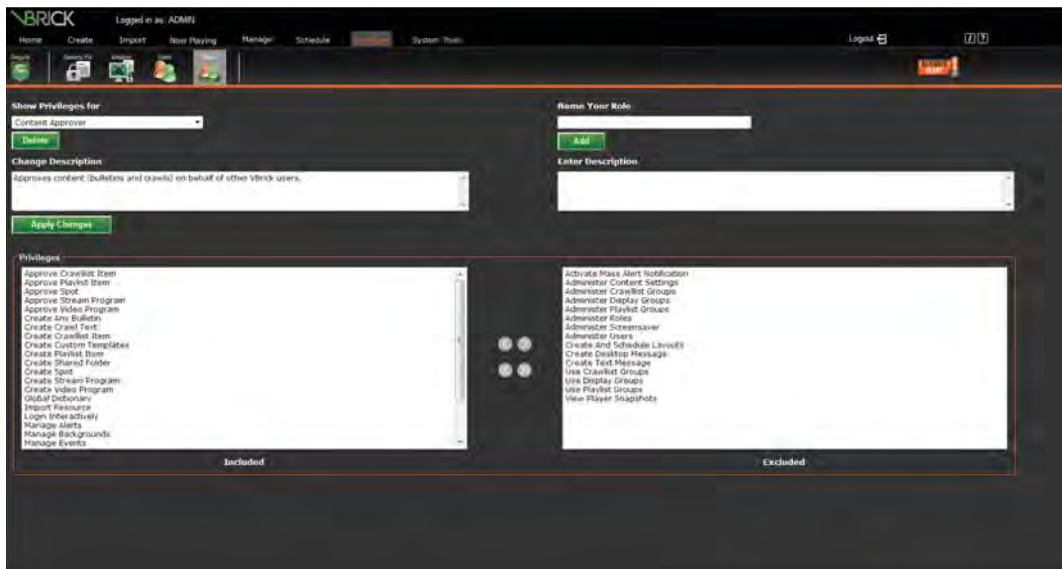 VBRICK
Logged in as: ADMIN
Home Create Import Now Playing Manage Schedule System Tools
Logout
Show Privileges for
Content Approver
Delete
Name Your Role
Add
Change Description
Approves content (bulletins and crawls) on behalf of other VBrick users.
Enter Description
Apply Changes
Privileges
Approve Crawllist Item
Approve Playlist Item
Approve Spot
Approve Stream Program
Approve Video Program
Create Any Bulletin
Create Crawl Text
Create Crawllist Item
Create Custom Templates
Create Playlist Item
Create Shared Folder
Create Spot
Create Stream Program
Create Video Program
Global Dictionary
Import Resource
Login Interactively
Manage Alerts
Manage Backgrounds
Manage Events
Included
Activate Mass Alert Notification
Administer Content Settings
Administer Crawllist Groups
Administer Display Groups
Administer Playlist Groups
Administer Roles
Administer Screensaver
Administer Users
Create And Schedule Layouts
Create Desktop Message
Create Text Message
Use Crawllist Groups
Use Display Groups
Use Playlist Groups
View Player Snapshots
Excluded